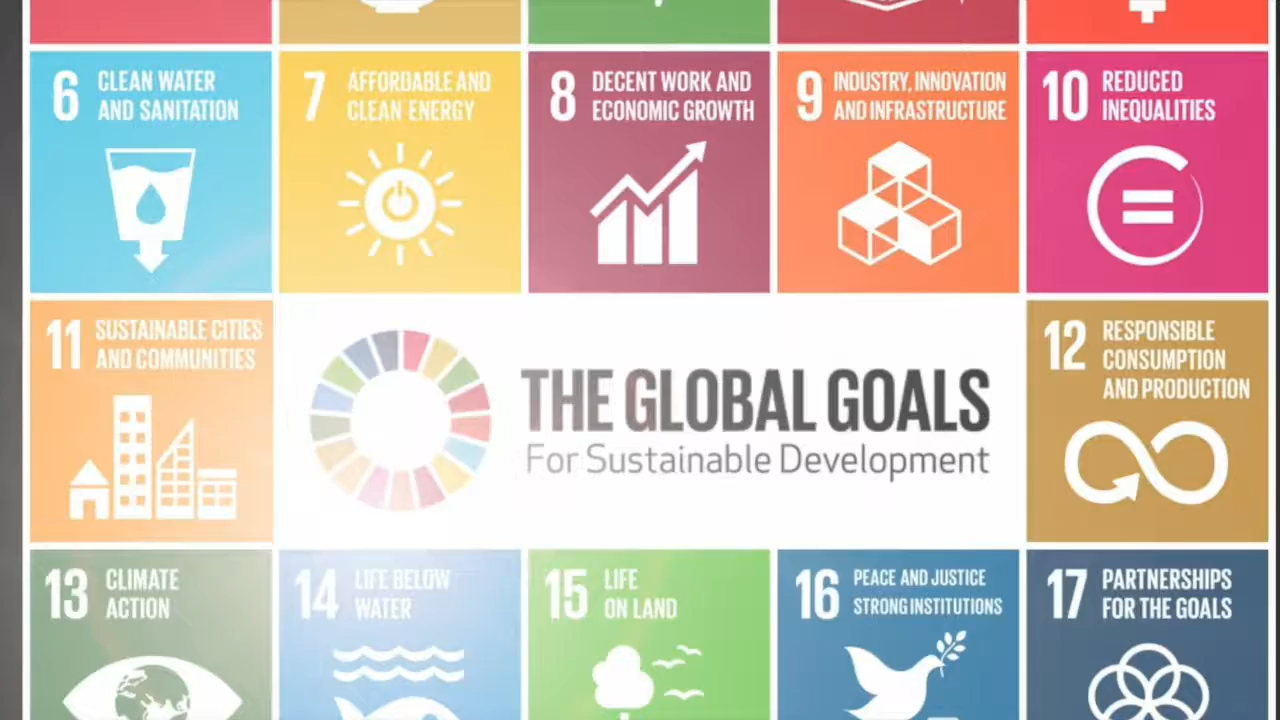 6 CLEAN WATER
AND SANITATION
7 AFFORDABLE AND
CLEAN ENERGY
8 DECENT WORK AND
ECONOMIC GROWTH
9 INDUSTRY, INNOVATION
AND INFRASTRUCTURE
10 REDUCED
INEQUALITIES
11 SUSTAINABLE CITIES
AND COMMUNITIES
THE GLOBAL GOALS
For Sustainable Development
12 RESPONSIBLE
CONSUMPTION
AND PRODUCTION
13 CLIMATE
ACTION
14 LIFE BELOW
WATER
15 LIFE
ON LAND
16 PEACE AND JUSTICE
STRONG INSTITUTIONS
17 PARTNERSHIPS
FOR THE GOALS